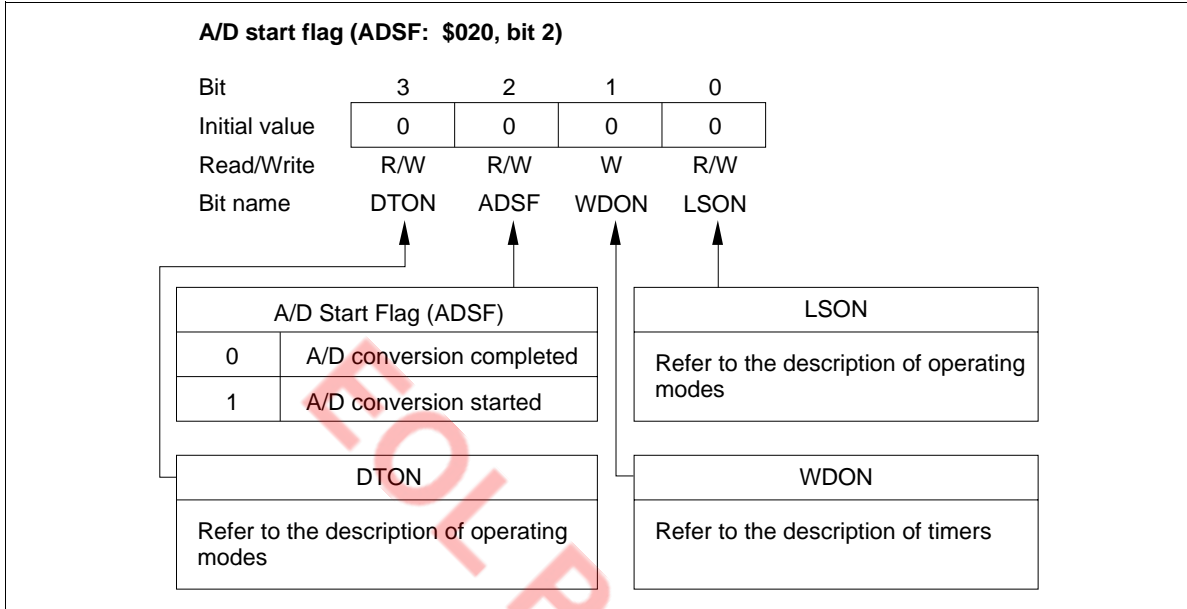 A/D start flag (ADSF: $020, bit 2)
Bit 3 2 1 0
Initial value 0 0 0 0
Read/Write R/W R/W W R/W
Bit name DTON ADSF WDON LSON
A/D Start Flag (ADSF)
0 A/D conversion completed
1 A/D conversion started
LSON
Refer to the description of operating
modes
DTON
Refer to the description of operating
modes
WDON
Refer to the description of timers
EOL P